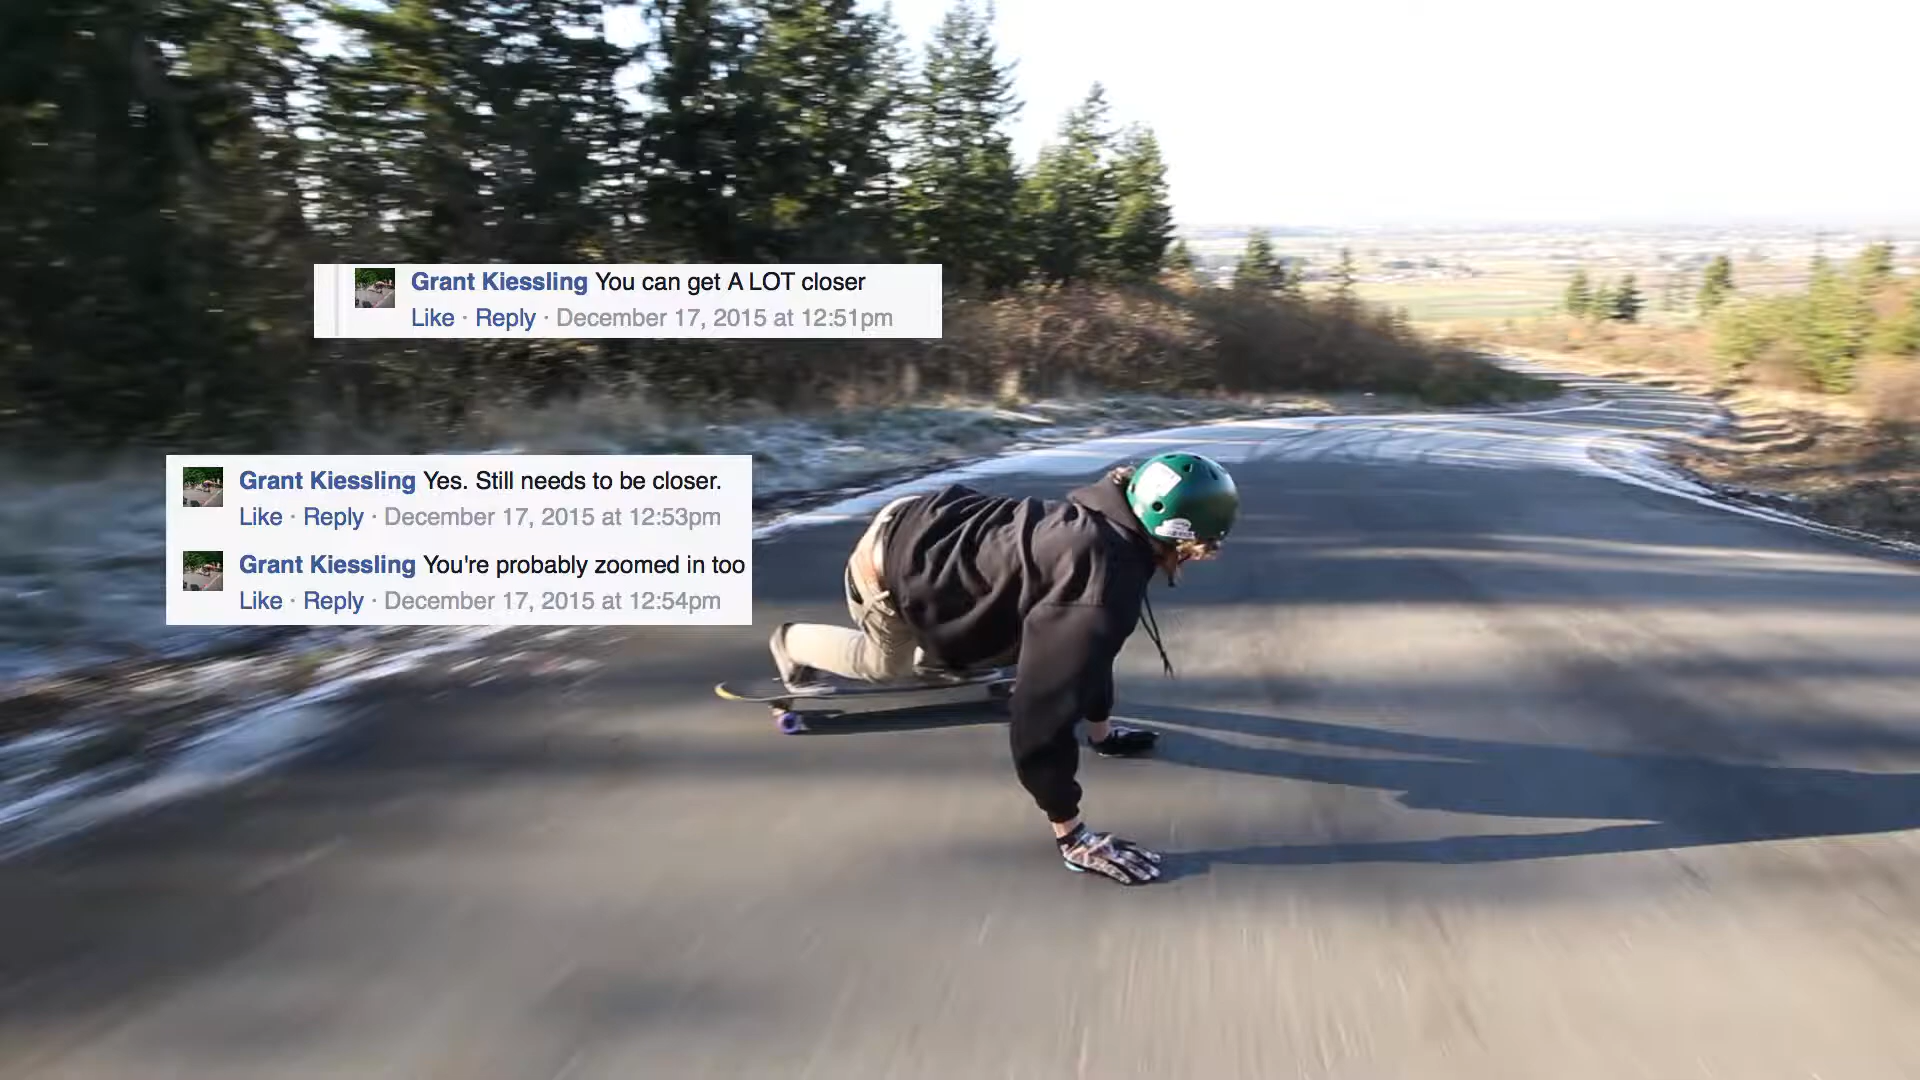 Grant Kiessling You can get A LOT closer
Like · Reply · December 17, 2015 at 12:51pm
Grant Kiessling Yes. Still needs to be closer.
Like · Reply · December 17, 2015 at 12:53pm
Grant Kiessling You're probably zoomed in too
Like · Reply · December 17, 2015 at 12:54pm